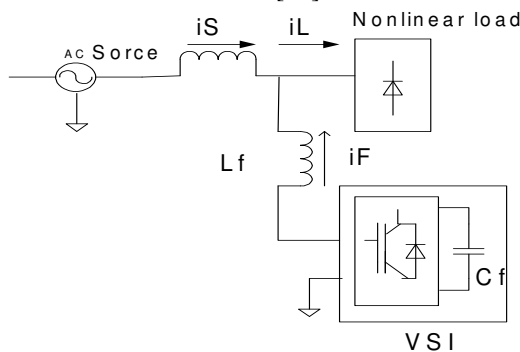 iS
iL
Nonlinear load
AC Sorce
Lf
iF
Cf
VSI